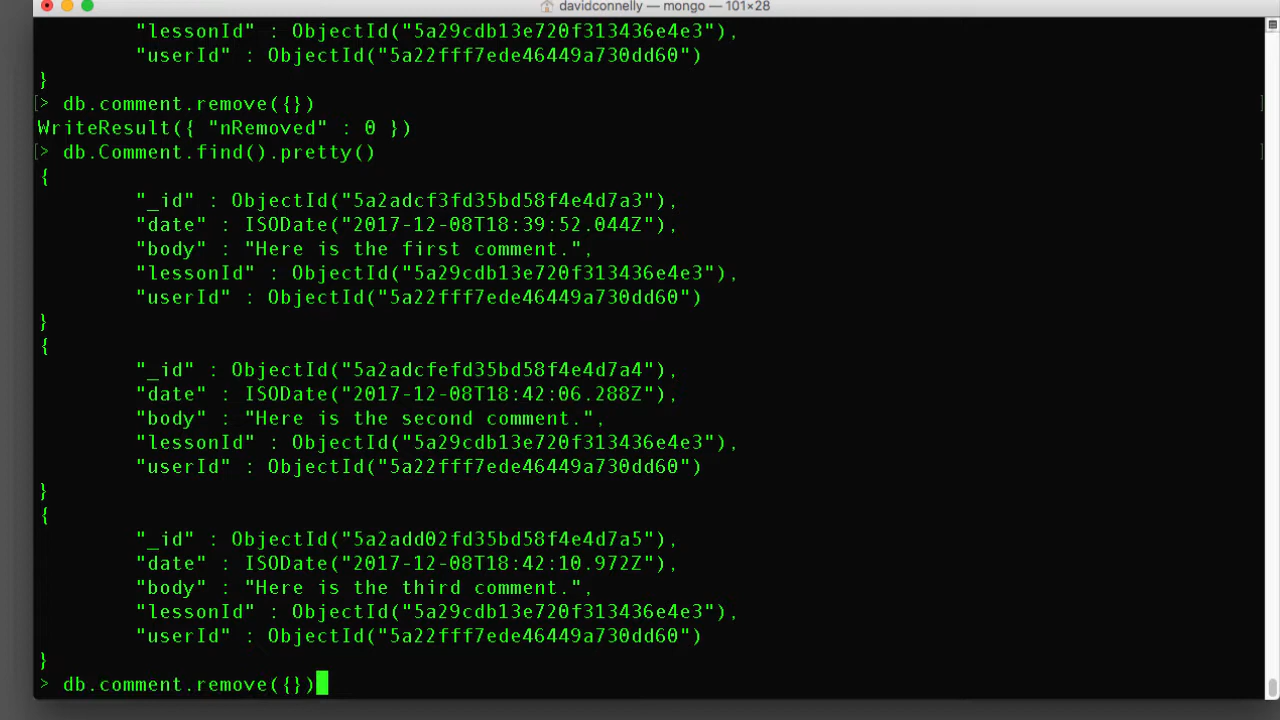 davidconnelly — mongo — 101×28
"lessonId" : ObjectId("5a29cdb13e720f313436e4e3"),
"userId" : ObjectId("5a22fff7ede46449a730dd60")
}
[> db.comment.remove({}) ]
WriteResult({ "nRemoved" : 0 })
[> db.Comment.find().pretty() ]
{
"_id" : ObjectId("5a2adcf3fd35bd58f4e4d7a3"),
"date" : ISODate("2017-12-08T18:39:52.044Z"),
"body" : "Here is the first comment.",
"lessonId" : ObjectId("5a29cdb13e720f313436e4e3"),
"userId" : ObjectId("5a22fff7ede46449a730dd60")
}
{
"_id" : ObjectId("5a2adcfefd35bd58f4e4d7a4"),
"date" : ISODate("2017-12-08T18:42:06.288Z"),
"body" : "Here is the second comment.",
"lessonId" : ObjectId("5a29cdb13e720f313436e4e3"),
"userId" : ObjectId("5a22fff7ede46449a730dd60")
}
{
"_id" : ObjectId("5a2add02fd35bd58f4e4d7a5"),
"date" : ISODate("2017-12-08T18:42:10.972Z"),
"body" : "Here is the third comment.",
"lessonId" : ObjectId("5a29cdb13e720f313436e4e3"),
"userId" : ObjectId("5a22fff7ede46449a730dd60")
}
> db.comment.remove({})